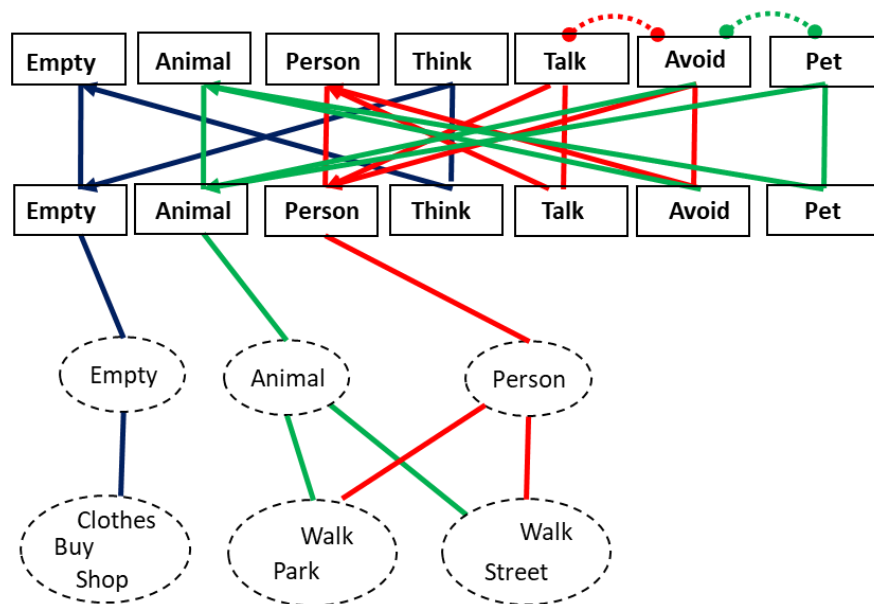 Empty Animal Person Think Talk Avoid Pet
Empty Animal Person Think Talk Avoid Pet
Empty Animal Person
Clothes
Buy
Shop
Walk
Park
Walk
Street